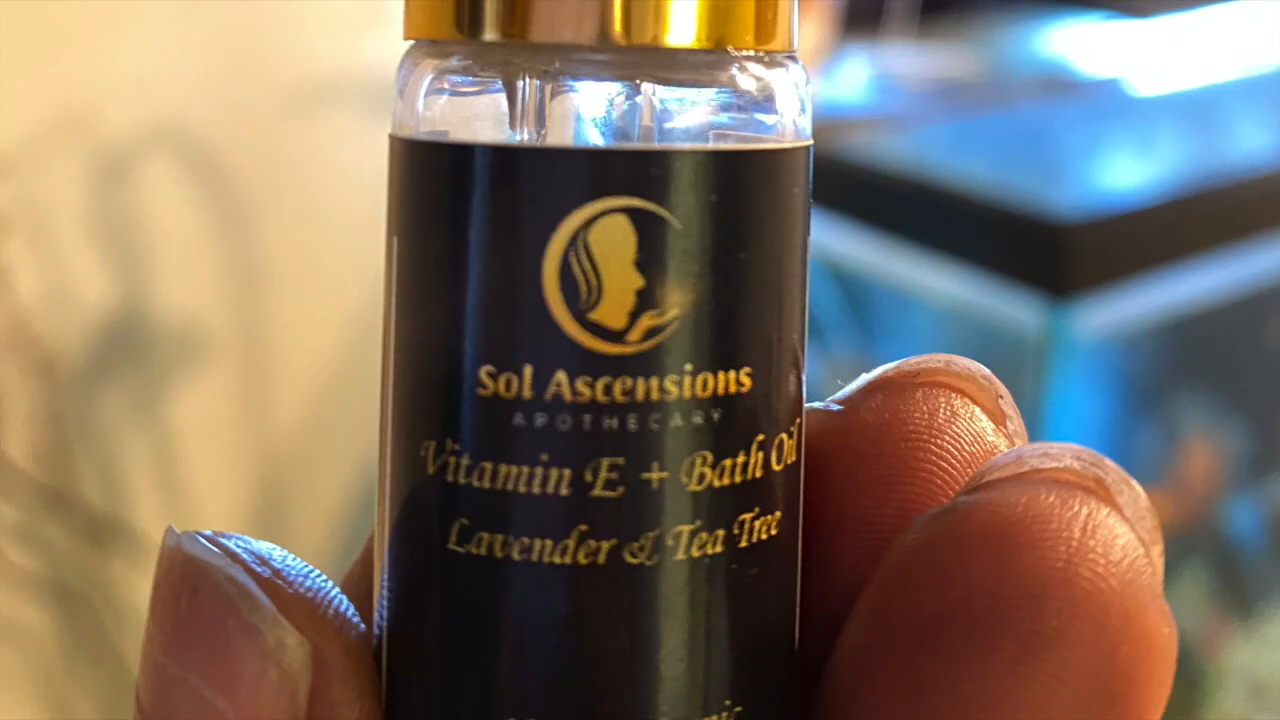 Sol Ascensions
APOTHECARY
Vitamin E + Bath Oil
Lavender & Tea Tree